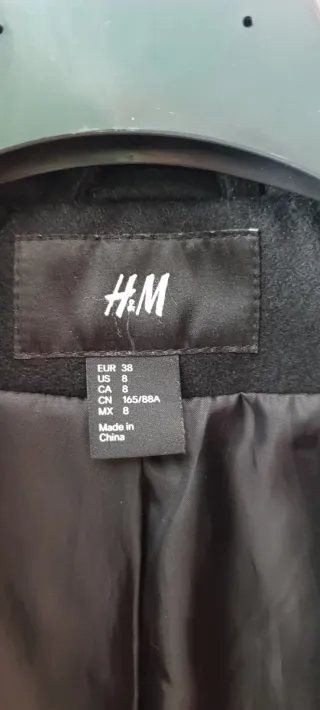 H&M
EUR 38
US 8
CA 8
CN 165/88A
MX 8
Made in
China